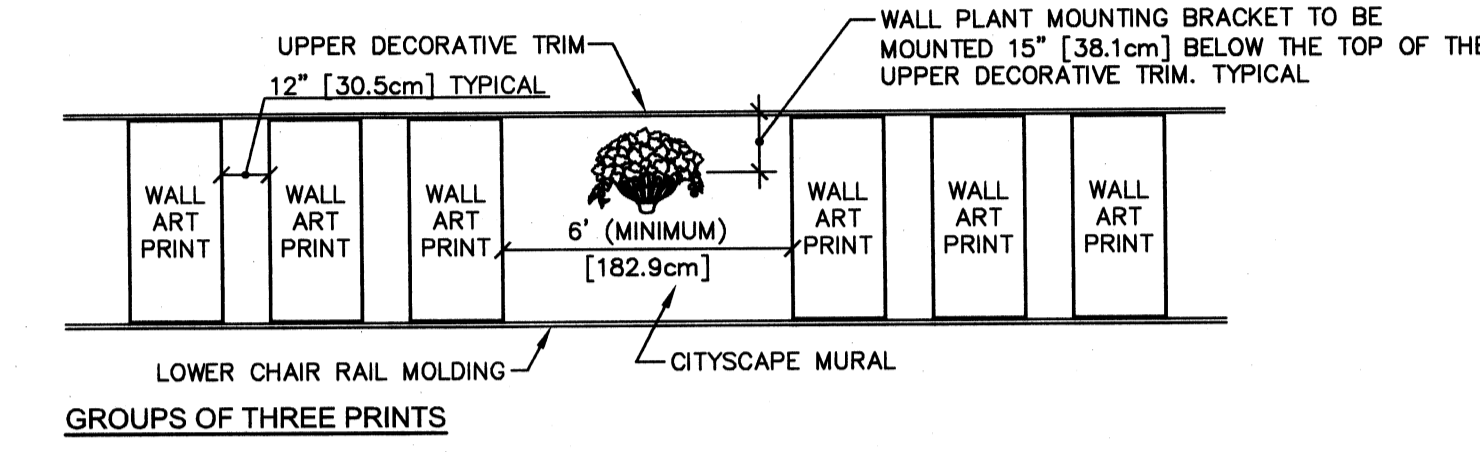 WALL PLANT MOUNTING BRACKET TO BE
MOUNTED 15" [38.1cm] BELOW THE TOP OF THE
UPPER DECORATIVE TRIM. TYPICAL
UPPER DECORATIVE TRIM
12" [30.5cm] TYPICAL
WALL
ART
PRINT
WALL
ART
PRINT
WALL
ART
PRINT
6' (MINIMUM)
[182.9cm]
WALL
ART
PRINT
WALL
ART
PRINT
WALL
ART
PRINT
LOWER CHAIR RAIL MOLDING
CITYSCAPE MURAL
GROUPS OF THREE PRINTS